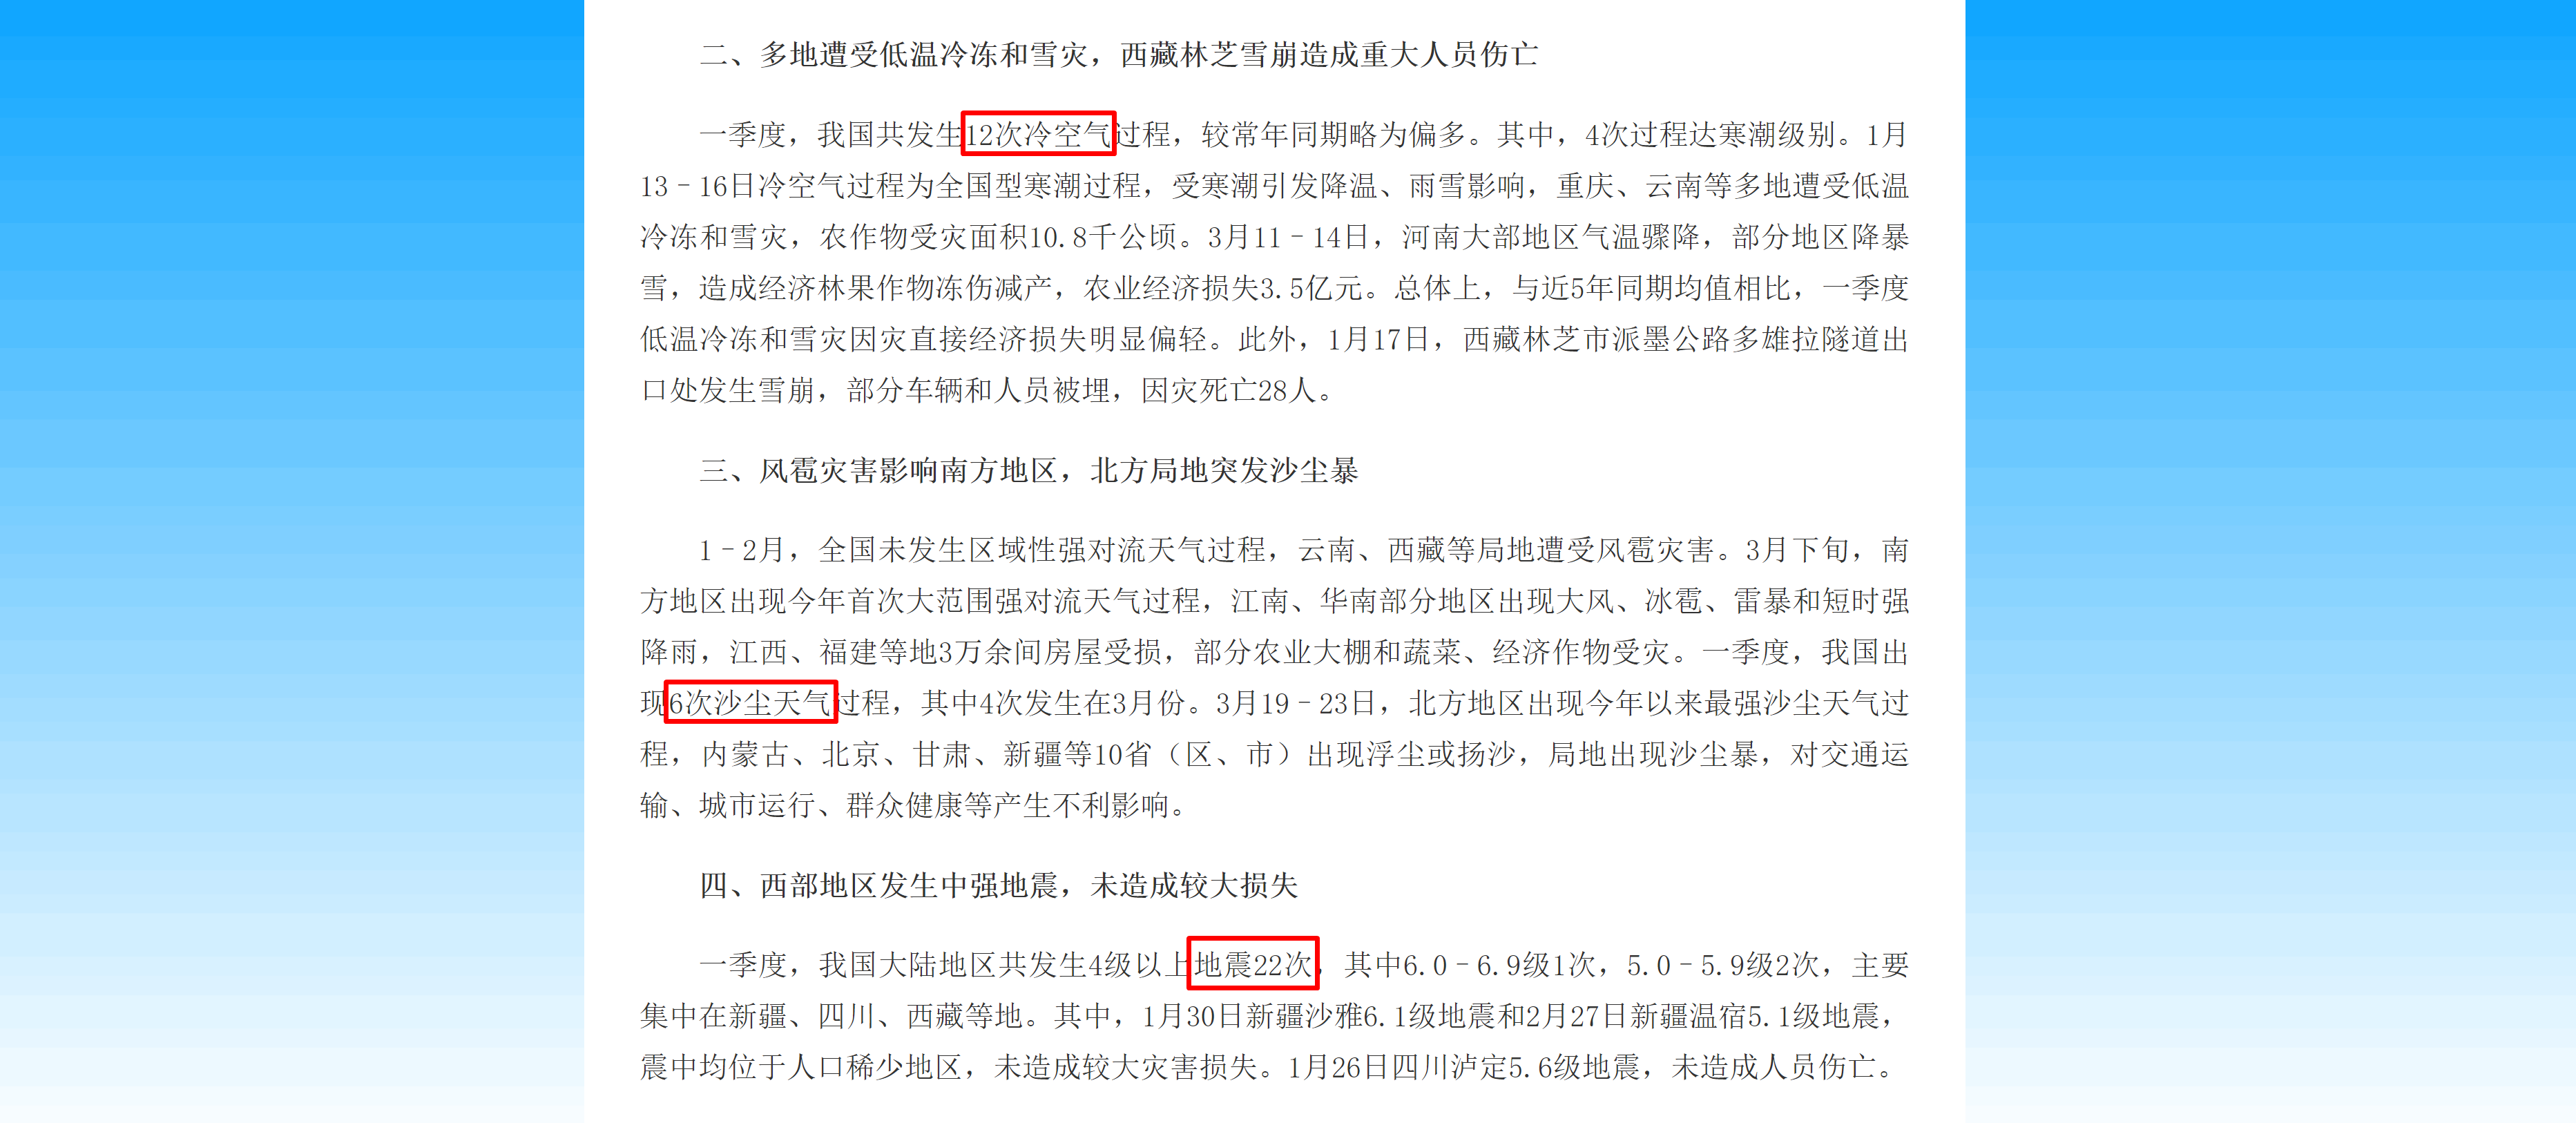 二、多地遭受低温冷冻和雪灾，西藏林芝雪崩造成重大人员伤亡
一季度，我国共发生12次冷空气过程，较常年同期略为偏多。其中，4次过程达寒潮级别。1月
13－16日冷空气过程为全国型寒潮过程，受寒潮引发降温、雨雪影响，重庆、云南等多地遭受低温
冷冻和雪灾，农作物受灾面积10.8千公顷。3月11－14日，河南大部地区气温骤降，部分地区降暴
雪，造成经济林果作物冻伤减产，农业经济损失3.5亿元。总体上，与近5年同期均值相比，一季度
低温冷冻和雪灾因灾直接经济损失明显偏轻。此外，1月17日，西藏林芝市派墨公路多雄拉隧道出
口处发生雪崩，部分车辆和人员被埋，因灾死亡28人。
三、风雹灾害影响南方地区，北方局地突发沙尘暴
1－2月，全国未发生区域性强对流天气过程，云南、西藏等局地遭受风雹灾害。3月下旬，南
方地区出现今年首次大范围强对流天气过程，江南、华南部分地区出现大风、冰雹、雷暴和短时强
降雨，江西、福建等地3万余间房屋受损，部分农业大棚和蔬菜、经济作物受灾。一季度，我国出
现6次沙尘天气过程，其中4次发生在3月份。3月19－23日，北方地区出现今年以来最强沙尘天气过
程，内蒙古、北京、甘肃、新疆等10省（区、市）出现浮尘或扬沙，局地出现沙尘暴，对交通运
输、城市运行、群众健康等产生不利影响。
四、西部地区发生中强地震，未造成较大损失
一季度，我国大陆地区共发生4级以上地震22次，其中6.0－6.9级1次，5.0－5.9级2次，主要
集中在新疆、四川、西藏等地。其中，1月30日新疆沙雅6.1级地震和2月27日新疆温宿5.1级地震，
震中均位于人口稀少地区，未造成较大灾害损失。1月26日四川泸定5.6级地震，未造成人员伤亡。